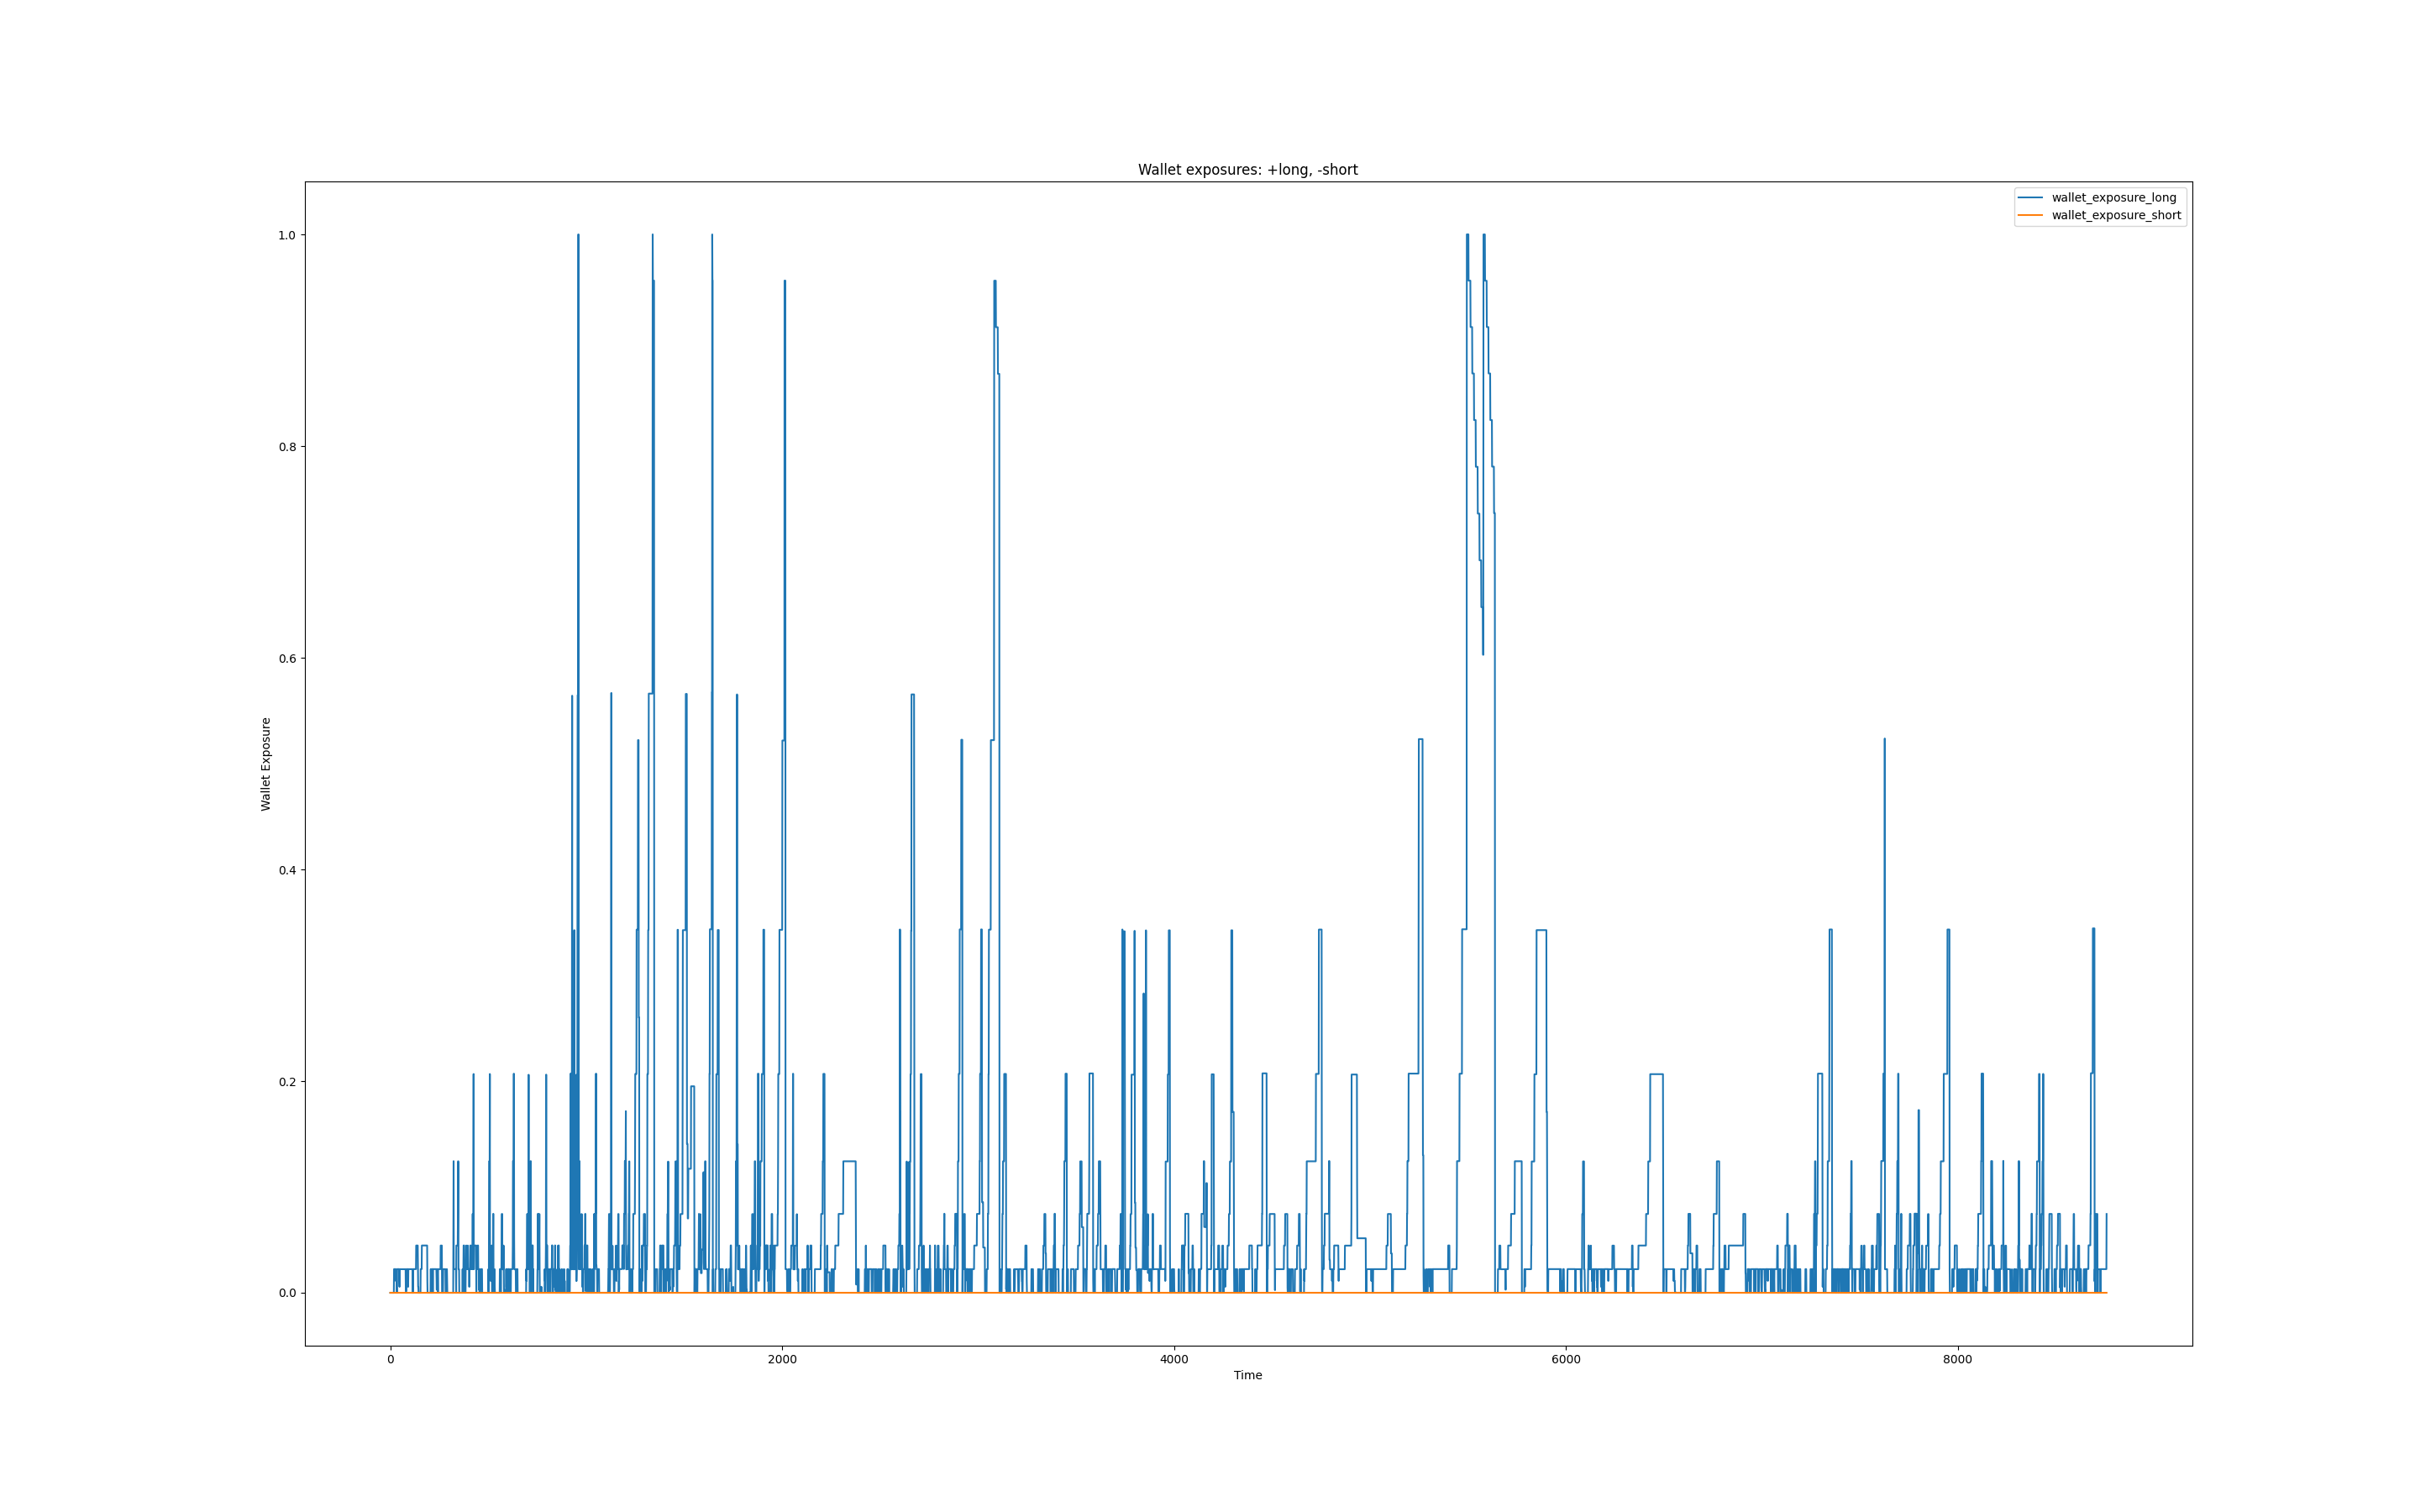 Wallet exposures: +long, -short
wallet_exposure_long
wallet_exposure_short
1.0
0.8
0.6
0.4
0.2
0.0
Wallet Exposure
0 2000 4000 6000 8000
Time